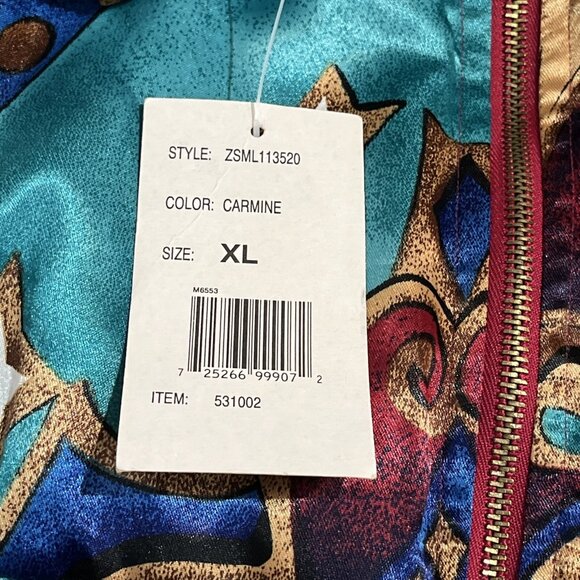 STYLE: ZSML113520
COLOR: CARMINE
SIZE: XL
M6553
7 25266 99907 2
ITEM: 531002